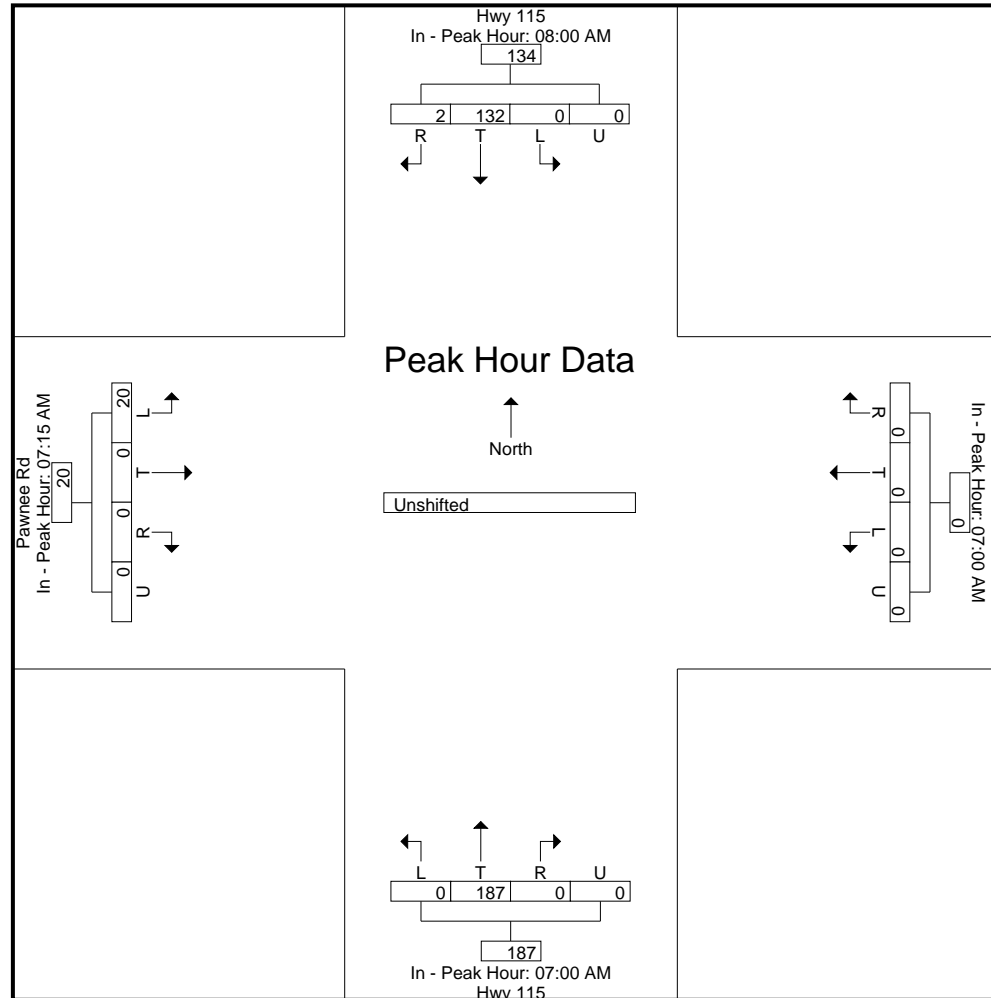 Hwy 115
In - Peak Hour: 08:00 AM
134
2 132 0 0
R T L U
Peak Hour Data
North
Unshifted
Pawnee Rd
In - Peak Hour: 07:15 AM
20
20 0 0 0
L T R U
In - Peak Hour: 07:00 AM
0
0 0 0 0
R T L U
L T R U
0 187 0 0
187
In - Peak Hour: 07:00 AM
Hwy 115